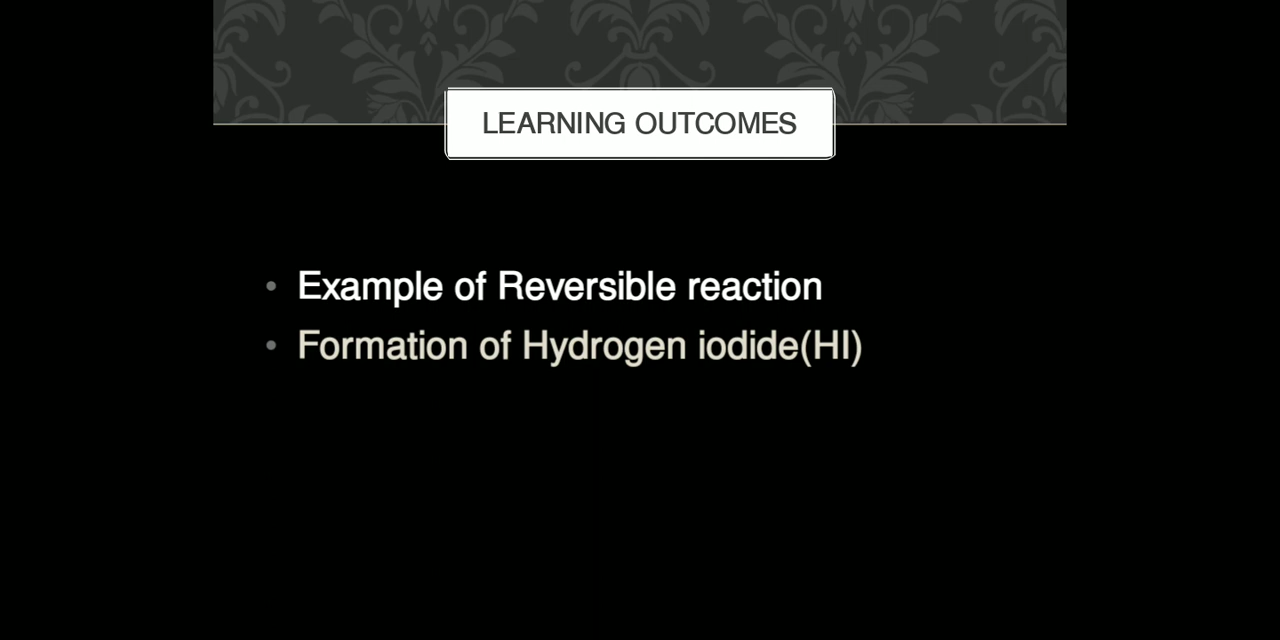 LEARNING OUTCOMES
• Example of Reversible reaction
• Formation of Hydrogen iodide(HI)